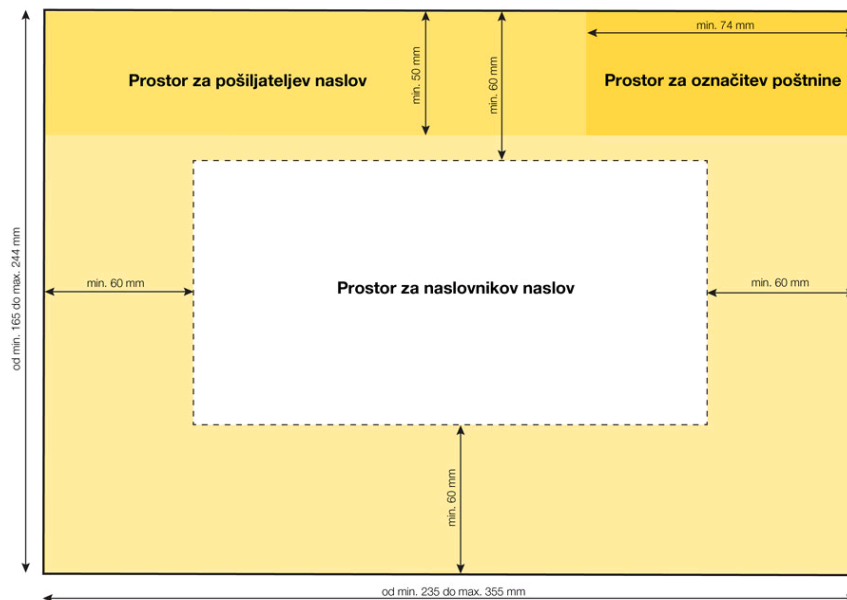 min. 74 mm
Prostor za pošiljateljev naslov
min. 50 mm
min. 60 mm
Prostor za označitev poštnine
od min. 165 do max. 244 mm
min. 60 mm
Prostor za naslovnikov naslov
min. 60 mm
min. 60 mm
od min. 235 do max. 355 mm